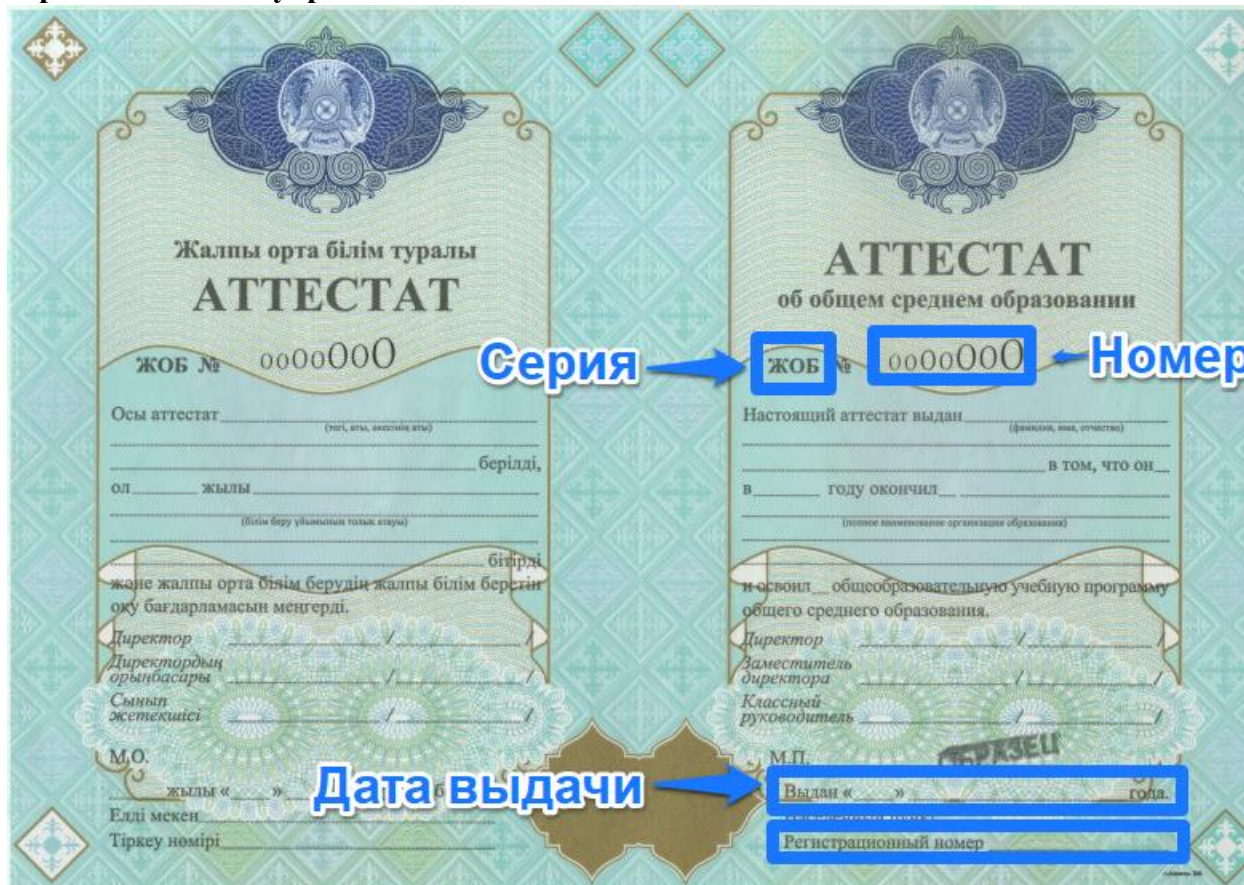 Жалпы орта білім туралы
АТТЕСТАТ
ЖОБ № 0000000
Осы аттестат
(тегі, аты, әкесінің аты)
берілді,
ол жылы
(білім беру ұйымының толық атауы)
бітірді
және жалпы орта білім берудің жалпы білім беретін
оқу бағдарламасын меңгерді.
Директор / /
Директордың
орынбасары / /
Сынып
жетекшісі / /
М.О.
жылы « »
Елді мекен
Тіркеу нөмірі
АТТЕСТАТ
об общем среднем образовании
Серия ЖОБ № 0000000 Номер
Настоящий аттестат выдан
(фамилия, имя, отчество)
в том, что он
в году окончил
(полное наименование организации образования)
и освоил общеобразовательную учебную программу
общего среднего образования.
Директор / /
Заместитель
директора / /
Классный
руководитель / /
М.П.
ОБРАЗЕЦ
Дата выдачи Выдан « » года.
Регистрационный номер